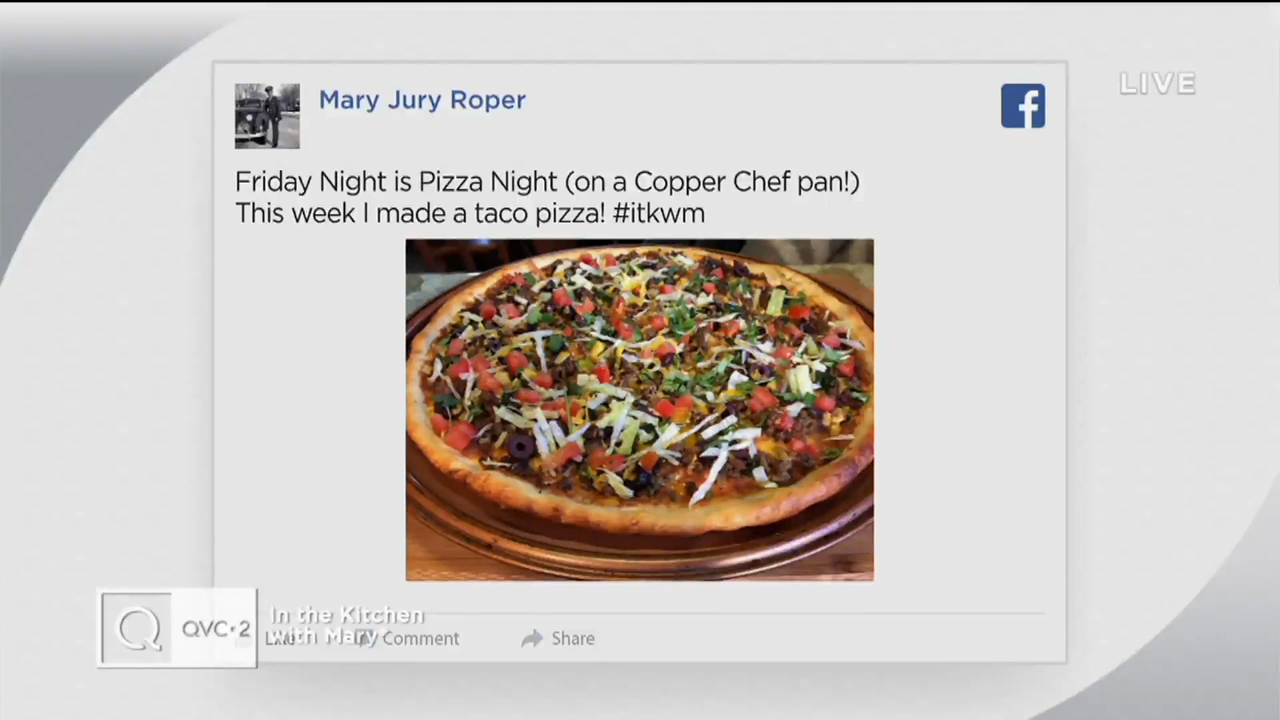 LIVE
Mary Jury Roper
Friday Night is Pizza Night (on a Copper Chef pan!)
This week I made a taco pizza! #itkwm
Q QVC•2
In the Kitchen
with Mary
Like Comment Share